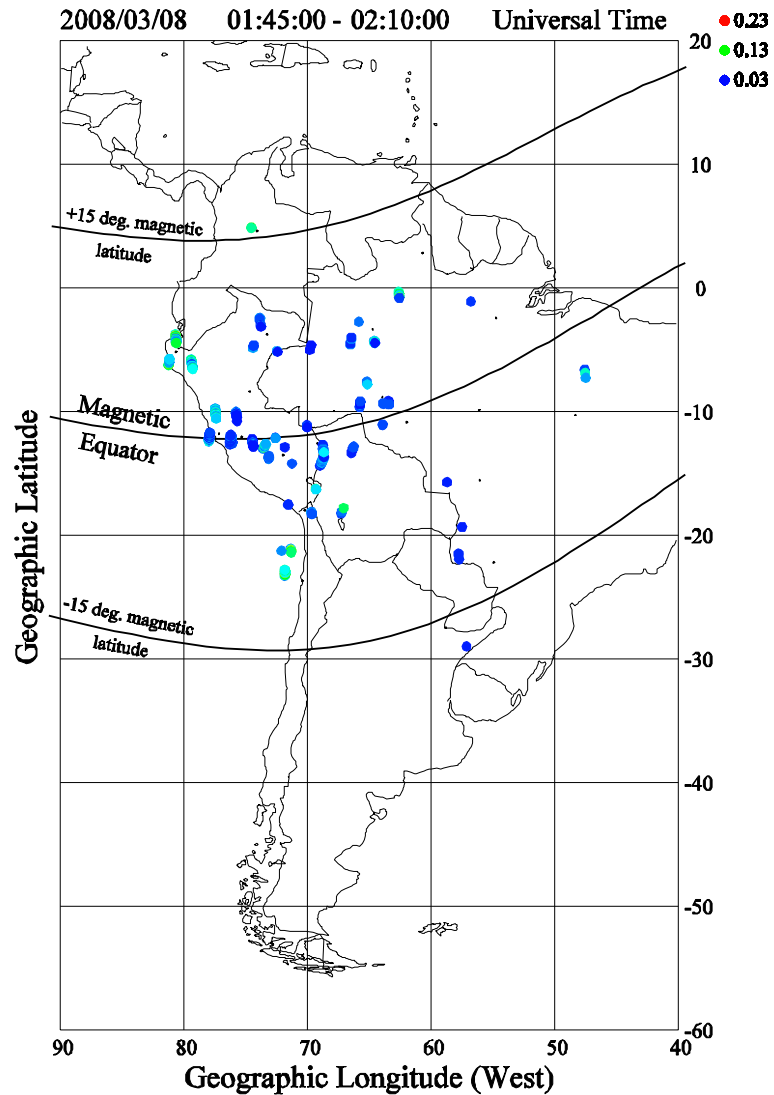 2008/03/08 01:45:00 - 02:10:00 Universal Time
0.23
0.13
0.03
20
10
0
-10
-20
-30
-40
-50
-60
+15 deg. magnetic
latitude
Magnetic
Equator
-15 deg. magnetic
latitude
Geographic Latitude
90 80 70 60 50 40
Geographic Longitude (West)